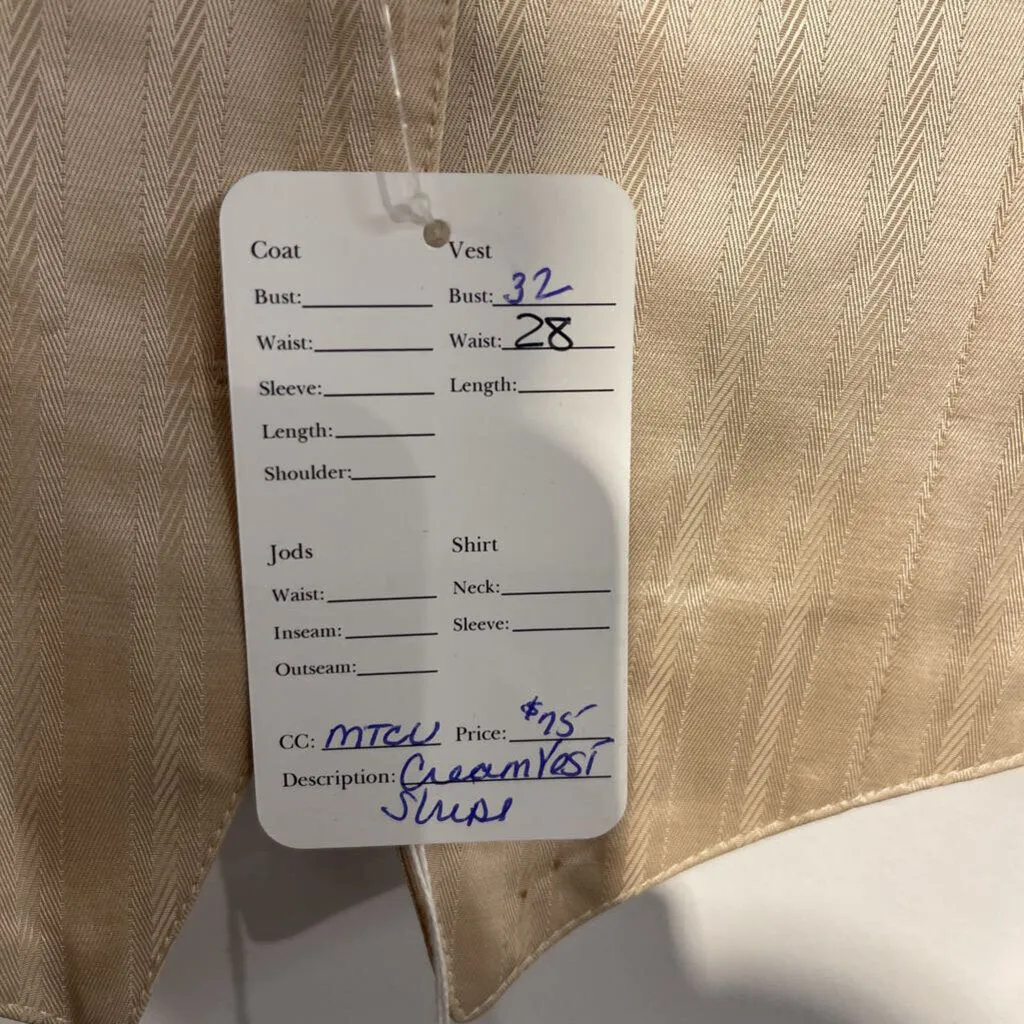 Coat
Bust:
Waist:
Sleeve:
Length:
Shoulder:
Vest
Bust: 32
Waist: 28
Length:
Jods
Waist:
Inseam:
Outseam:
Shirt
Neck:
Sleeve:
CC: MTCU Price: $75
Description: Cream Vest